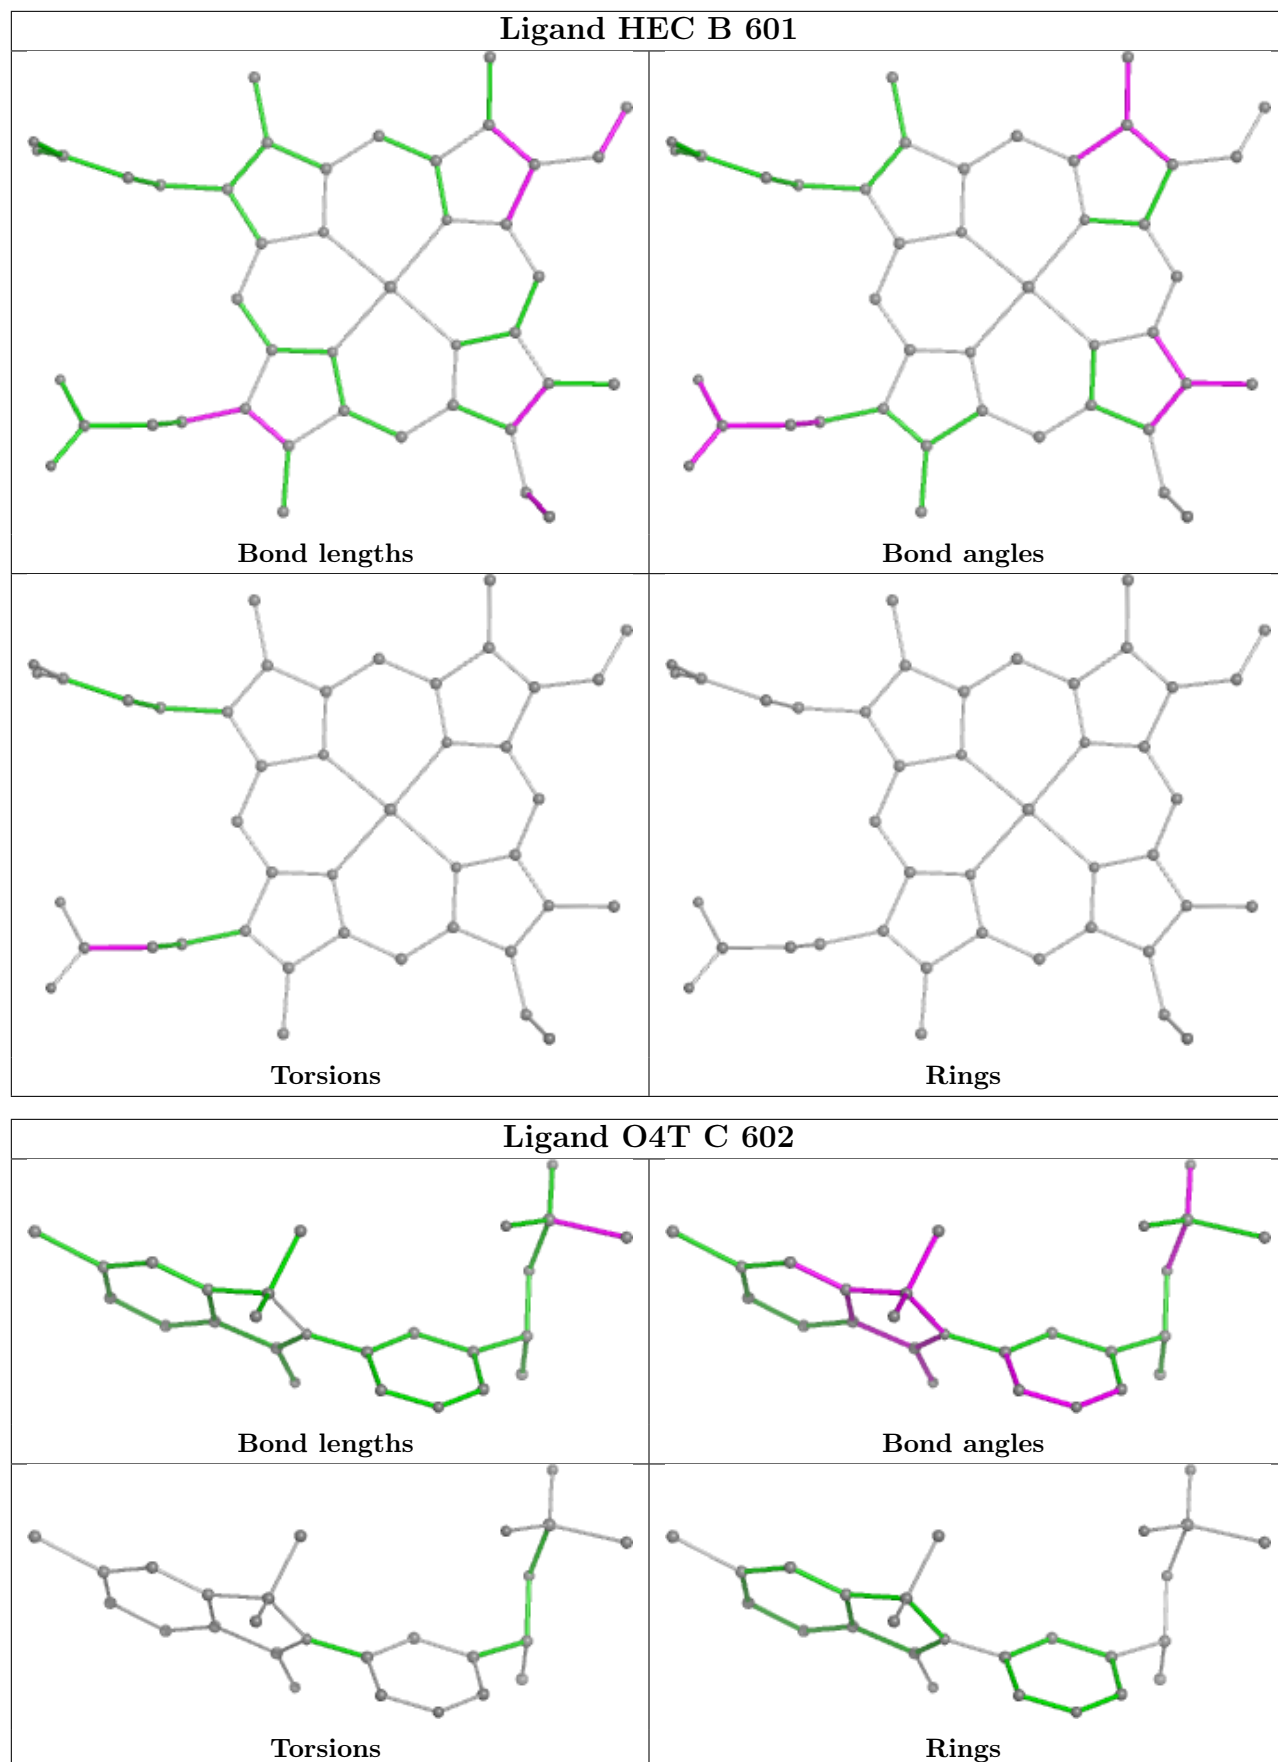 Ligand HEC B 601
Bond lengths
Bond angles
Torsions
Rings
Ligand O4T C 602
Bond lengths
Bond angles
Torsions
Rings